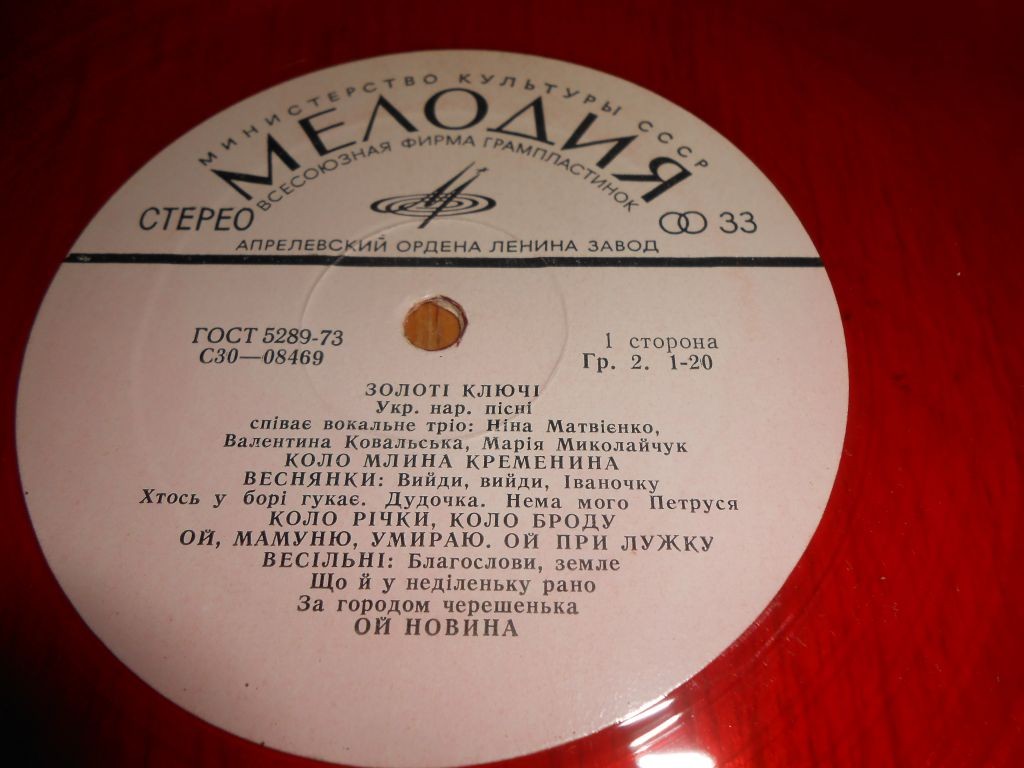 МИНИСТЕРСТВО КУЛЬТУРЫ СССР
МЕЛОДИЯ
ВСЕСОЮЗНАЯ ФИРМА ГРАМПЛАСТИНОК
СТЕРЕО
33
АПРЕЛЕВСКИЙ ОРДЕНА ЛЕНИНА ЗАВОД
ГОСТ 5289-73
С30—08469
1 сторона
Гр. 2. 1-20
ЗОЛОТІ КЛЮЧІ
Укр. нар. пісні
співає вокальне тріо: Ніна Матвієнко,
Валентина Ковальська, Марія Миколайчук
КОЛО МЛИНА КРЕМЕНИНА
ВЕСНЯНКИ: Вийди, вийди, Іваночку
Хтось у борі гукає. Дудочка. Нема мого Петруся
КОЛО РІЧКИ, КОЛО БРОДУ
ОЙ, МАМУНЮ, УМИРАЮ. ОЙ ПРИ ЛУЖКУ
ВЕСІЛЬНІ: Благослови, земле
Що й у неділеньку рано
За городом черешенька
ОЙ НОВИНА